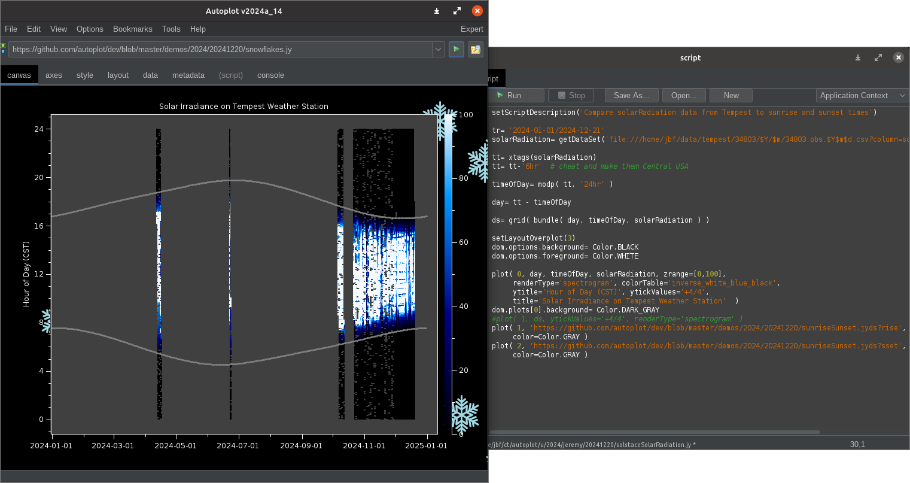 Autoplot v2024a_14
File Edit View Options Bookmarks Tools Help Expert
https://github.com/autoplot/dev/blob/master/demos/2024/20241220/snowflakes.jy
canvas axes style layout data metadata (script) console
Solar Irradiance on Tempest Weather Station
24
20
16
12
8
4
0
Hour of Day (CST)
100
80
60
40
20
0
2024-01-01 2024-03-01 2024-05-01 2024-07-01 2024-09-01 2024-11-01 2025-01-01
script
ipt
Run Stop Save As... Open... New Application Context
setScriptDescription('Compare solarRadiation data from Tempest to sunrise and sunset times')
tr= '2024-01-01/2024-12-21'
solarRadiation= getDataSet( 'file:///home/jbf/data/tempest/34803/$Y/$m/34803.obs.$Y$m$d.csv?column=so
tt= xtags(solarRadiation)
tt= tt-'6hr' # cheat and make them Central USA
timeOfDay= modp( tt, '24hr' )
day= tt - timeOfDay
ds= grid( bundle( day, timeOfDay, solarRadiation ) )
setLayoutOverplot(3)
dom.options.background= Color.BLACK
dom.options.foreground= Color.WHITE
plot( 0, day, timeOfDay, solarRadiation, zrange=[0,100],
renderType='spectrogram', colorTable='inverse_white_blue_black',
ytitle='Hour of Day (CST)', ytickValues='+4/4',
title='Solar Irradiance on Tempest Weather Station' )
dom.plots[0].background= Color.DARK_GRAY
#plot( 1, ds, ytickValues='+4/4', renderType='spectrogram' )
plot( 1, 'https://github.com/autoplot/dev/blob/master/demos/2024/20241220/sunriseSunset.jyds?rise',
color=Color.GRAY )
plot( 2, 'https://github.com/autoplot/dev/blob/master/demos/2024/20241220/sunriseSunset.jyds?sset',
color=Color.GRAY )
e/jbf/ct/autoplot/u/2024/jeremy/20241220/solstaceSolarRadiation.jy * 30,1